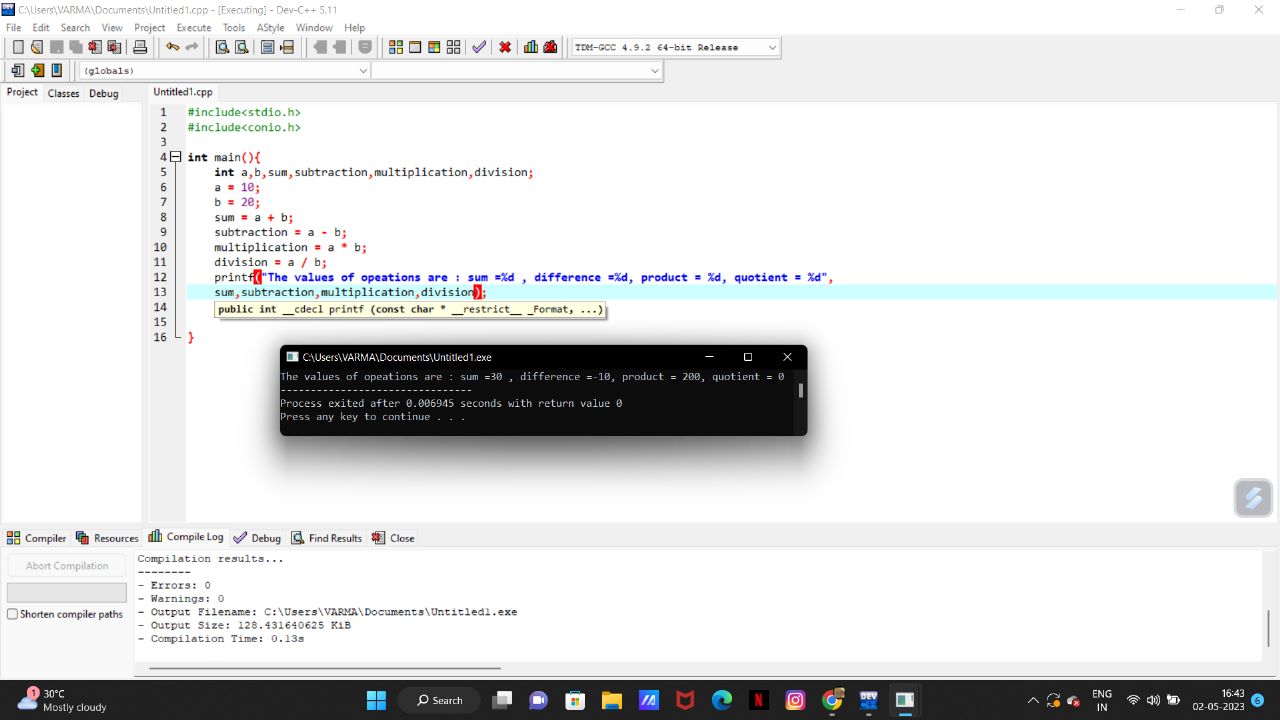 C:\Users\VARMA\Documents\Untitled1.cpp - [Executing] - Dev-C++ 5.11
File Edit Search View Project Execute Tools AStyle Window Help
TDM-GCC 4.9.2 64-bit Release
(globals)
Project Classes Debug
Untitled1.cpp
1 #include<stdio.h>
2 #include<conio.h>
3
4 int main(){
5 int a,b,sum,subtraction,multiplication,division;
6 a = 10;
7 b = 20;
8 sum = a + b;
9 subtraction = a - b;
10 multiplication = a * b;
11 division = a / b;
12 printf("The values of opeations are : sum =%d , difference =%d, product = %d, quotient = %d",
13 sum,subtraction,multiplication,division);
14 public int __cdecl printf (const char * __restrict__ _Format, ...)
15
16 }
C:\Users\VARMA\Documents\Untitled1.exe
The values of opeations are : sum =30 , difference =-10, product = 200, quotient = 0
--------------------------------
Process exited after 0.006945 seconds with return value 0
Press any key to continue . . .
Compiler Resources Compile Log Debug Find Results Close
Abort Compilation
Shorten compiler paths
Compilation results...
--------
- Errors: 0
- Warnings: 0
- Output Filename: C:\Users\VARMA\Documents\Untitled1.exe
- Output Size: 128.431640625 KiB
- Compilation Time: 0.13s
1
30°C
Mostly cloudy
Search
DEV
N
ENG
IN
16:43
02-05-2023
6